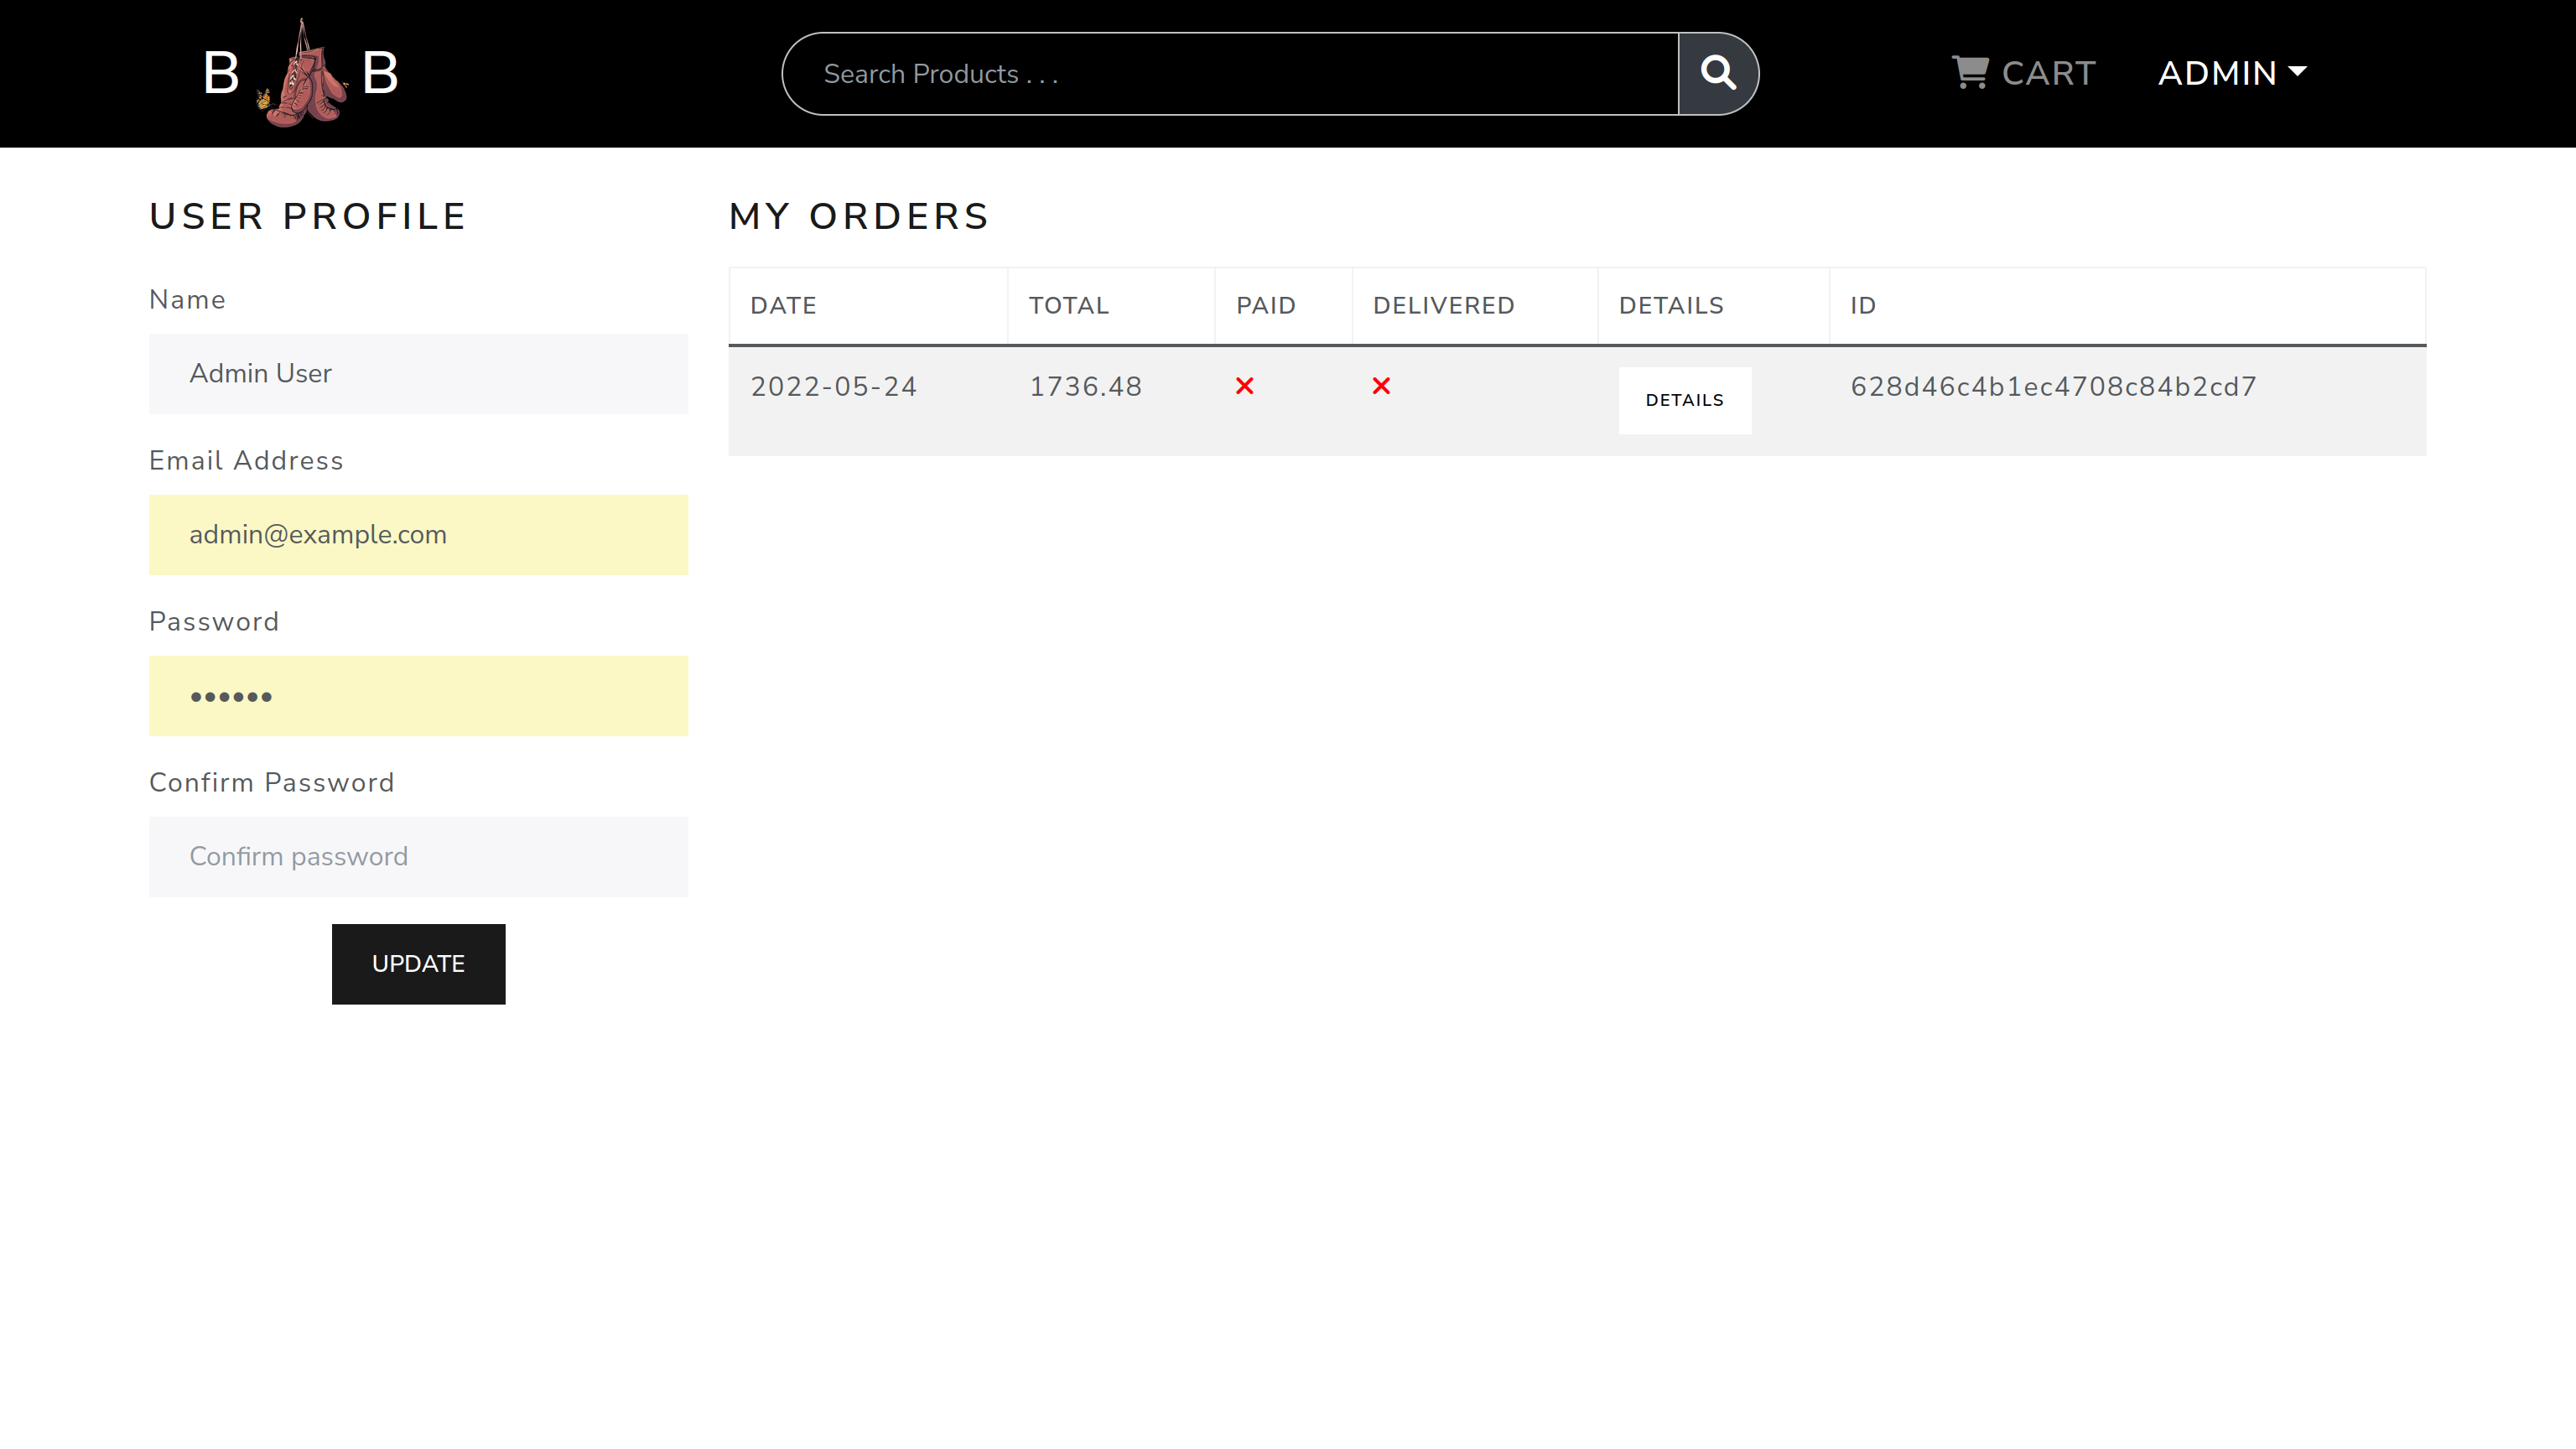 B B
Search Products . . .
CART
ADMIN
USER PROFILE
Name
Admin User
Email Address
admin@example.com
Password
••••••
Confirm Password
Confirm password
UPDATE
MY ORDERS
DATE TOTAL PAID DELIVERED DETAILS ID
2022-05-24 1736.48 DETAILS 628d46c4b1ec4708c84b2cd7